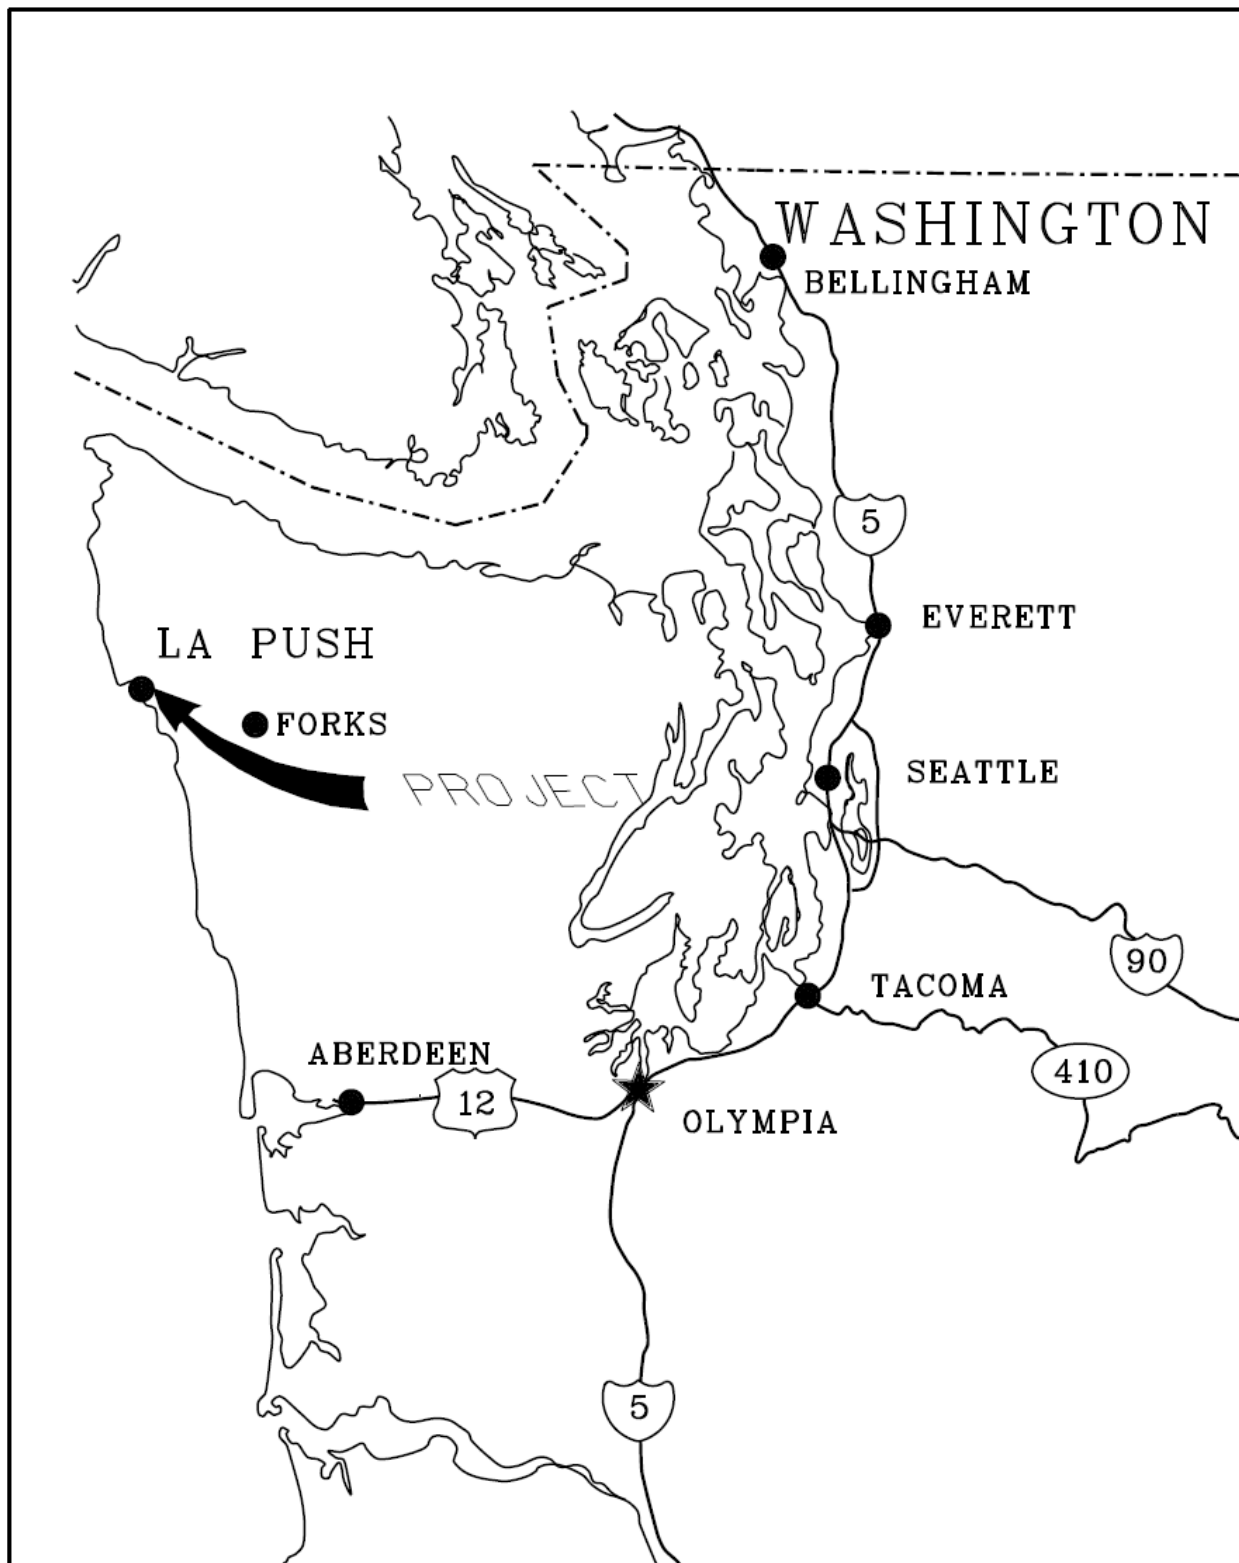 WASHINGTON
BELLINGHAM
5
EVERETT
LA PUSH
FORKS
PROJECT
SEATTLE
90
TACOMA
ABERDEEN
410
12
OLYMPIA
5